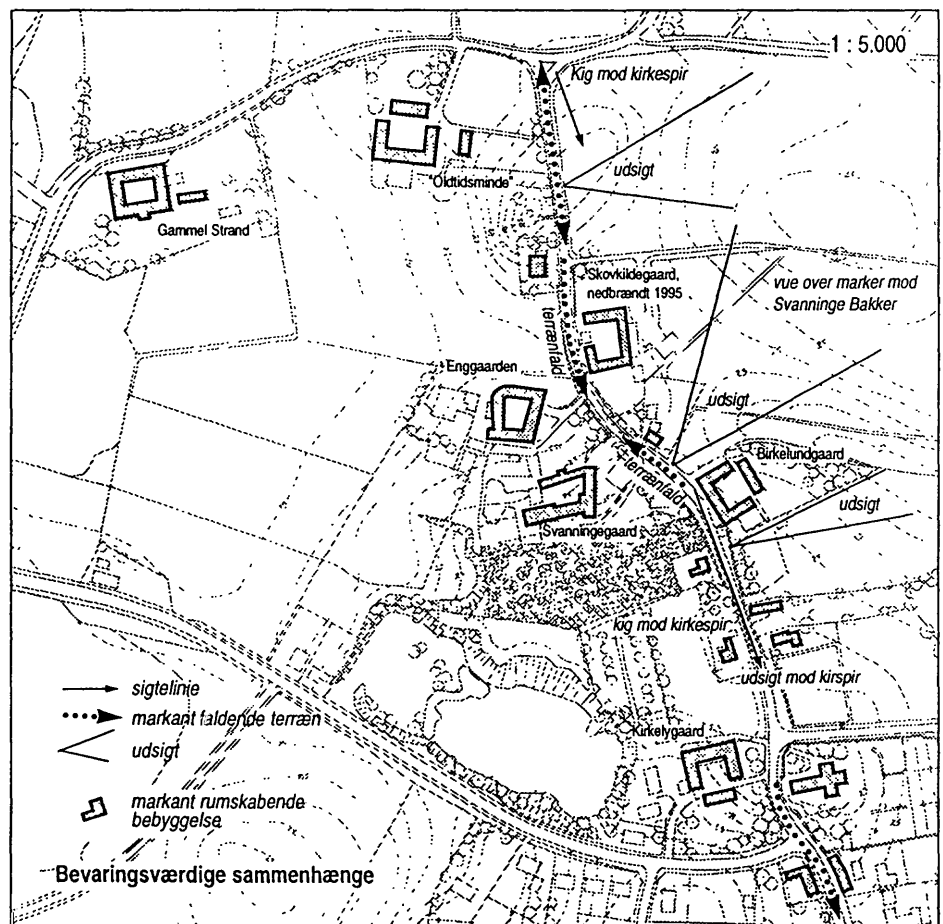 1 : 5.000
Kig mod kirkespir
udsigt
"Oldtidsminde"
Gammel Strand
Skovkildegaard,
nedbrændt 1995
vue over marker mod
Svanninge Bakker
terrænfald
Enggaarden
udsigt
Birkelundgaard
terrænfald
udsigt
Svanningegaard
kig mod kirkespir
udsigt mod kirspir
sigtelinje
markant faldende terræn
udsigt
Kirkelygaard
markant rumskabende
bebyggelse
Bevaringsværdige sammenhænge